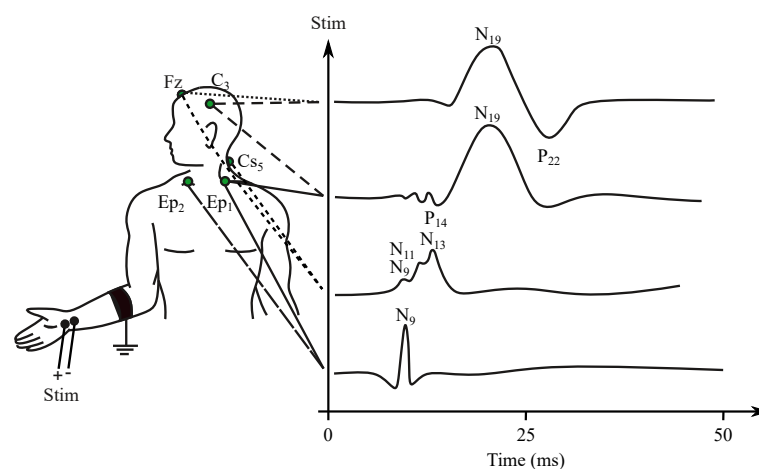 Stim
N19
Fz
C3
N19
Cs5
P22
Ep2
Ep1
P14
N11
N13
N9
N9
+-
Stim
0
25
50
Time (ms)